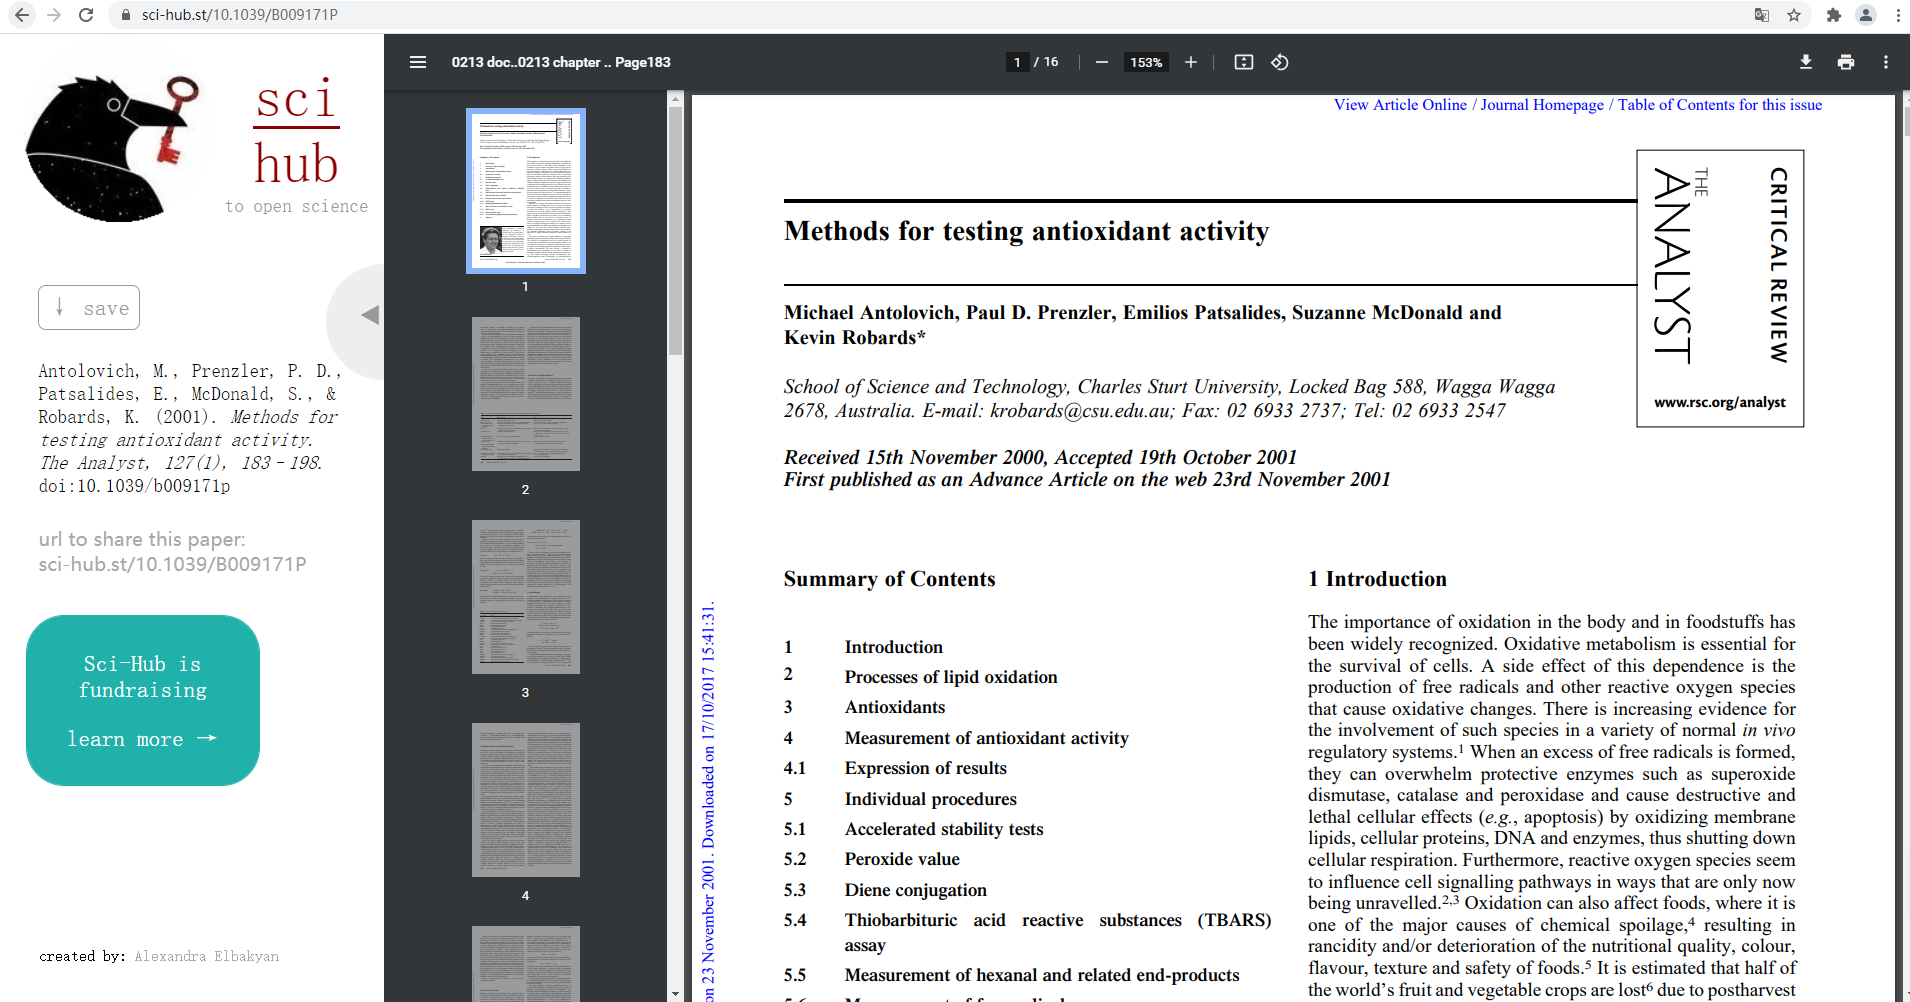 sci-hub.st/10.1039/B009171P
sci
hub
to open science
↓ save
Antolovich, M., Prenzler, P. D.,
Patsalides, E., McDonald, S., &
Robards, K. (2001). Methods for
testing antioxidant activity.
The Analyst, 127(1), 183–198.
doi:10.1039/b009171p
url to share this paper:
sci-hub.st/10.1039/B009171P
Sci-Hub is
fundraising
learn more →
created by: Alexandra Elbakyan
0213 doc..0213 chapter .. Page183
1 / 16
153%
1
2
3
4
View Article Online / Journal Homepage / Table of Contents for this issue
Methods for testing antioxidant activity
THE
ANALYST
CRITICAL REVIEW
www.rsc.org/analyst
Michael Antolovich, Paul D. Prenzler, Emilios Patsalides, Suzanne McDonald and
Kevin Robards*
School of Science and Technology, Charles Sturt University, Locked Bag 588, Wagga Wagga
2678, Australia. E-mail: krobards@csu.edu.au; Fax: 02 6933 2737; Tel: 02 6933 2547
Received 15th November 2000, Accepted 19th October 2001
First published as an Advance Article on the web 23rd November 2001
on 23 November 2001. Downloaded on 17/10/2017 15:41:31.
Summary of Contents
1 Introduction
2 Processes of lipid oxidation
3 Antioxidants
4 Measurement of antioxidant activity
4.1 Expression of results
5 Individual procedures
5.1 Accelerated stability tests
5.2 Peroxide value
5.3 Diene conjugation
5.4 Thiobarbituric acid reactive substances (TBARS)
assay
5.5 Measurement of hexanal and related end-products
1 Introduction
The importance of oxidation in the body and in foodstuffs has
been widely recognized. Oxidative metabolism is essential for
the survival of cells. A side effect of this dependence is the
production of free radicals and other reactive oxygen species
that cause oxidative changes. There is increasing evidence for
the involvement of such species in a variety of normal in vivo
regulatory systems.1 When an excess of free radicals is formed,
they can overwhelm protective enzymes such as superoxide
dismutase, catalase and peroxidase and cause destructive and
lethal cellular effects (e.g., apoptosis) by oxidizing membrane
lipids, cellular proteins, DNA and enzymes, thus shutting down
cellular respiration. Furthermore, reactive oxygen species seem
to influence cell signalling pathways in ways that are only now
being unravelled.2,3 Oxidation can also affect foods, where it is
one of the major causes of chemical spoilage,4 resulting in
rancidity and/or deterioration of the nutritional quality, colour,
flavour, texture and safety of foods.5 It is estimated that half of
the world's fruit and vegetable crops are lost6 due to postharvest